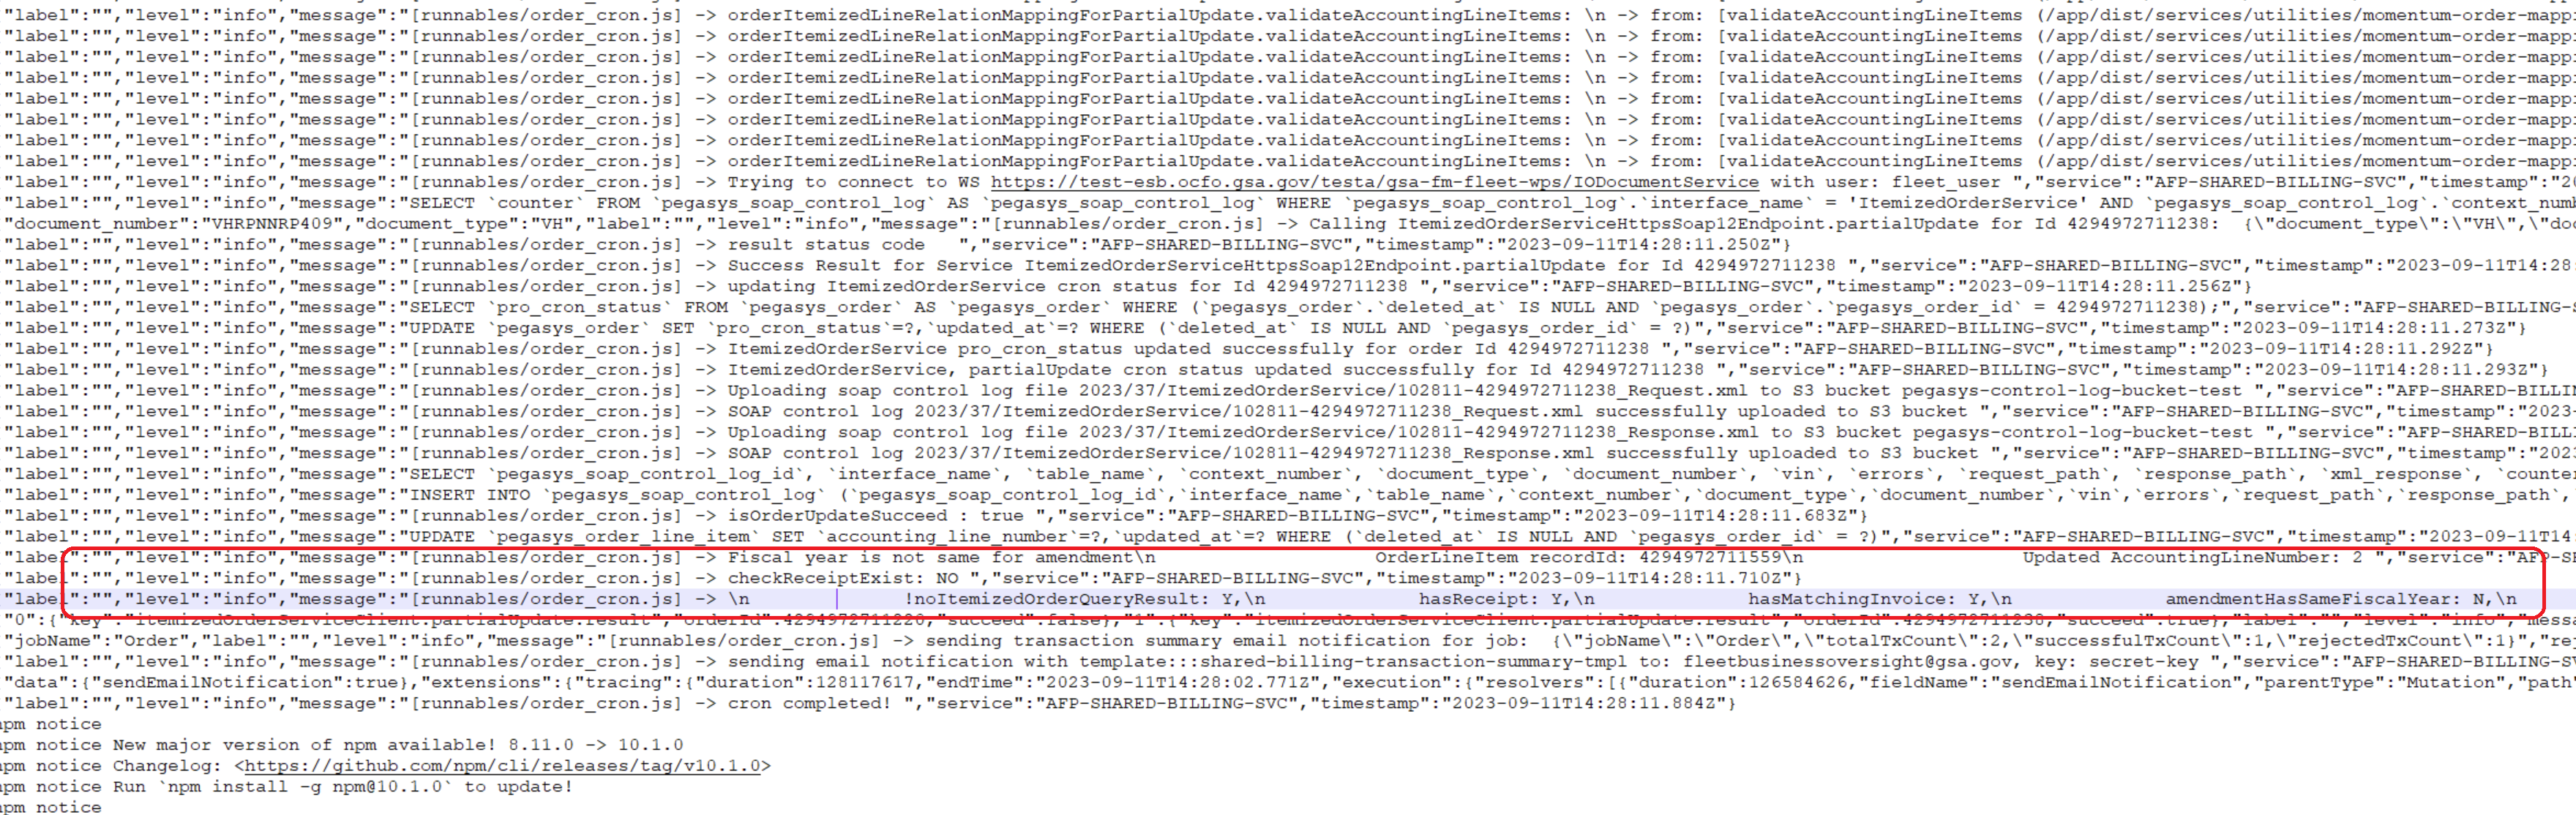 "label":"","level":"info","message":"[runnables/order_cron.js] -> orderItemizedLineRelationMappingForPartialUpdate.validateAccountingLineItems: \n -> from: [validateAccountingLineItems (/app/dist/services/utilities/momentum-order-mapp
"label":"","level":"info","message":"[runnables/order_cron.js] -> orderItemizedLineRelationMappingForPartialUpdate.validateAccountingLineItems: \n -> from: [validateAccountingLineItems (/app/dist/services/utilities/momentum-order-mapp
"label":"","level":"info","message":"[runnables/order_cron.js] -> orderItemizedLineRelationMappingForPartialUpdate.validateAccountingLineItems: \n -> from: [validateAccountingLineItems (/app/dist/services/utilities/momentum-order-mapp
"label":"","level":"info","message":"[runnables/order_cron.js] -> orderItemizedLineRelationMappingForPartialUpdate.validateAccountingLineItems: \n -> from: [validateAccountingLineItems (/app/dist/services/utilities/momentum-order-mapp
"label":"","level":"info","message":"[runnables/order_cron.js] -> orderItemizedLineRelationMappingForPartialUpdate.validateAccountingLineItems: \n -> from: [validateAccountingLineItems (/app/dist/services/utilities/momentum-order-mapp
"label":"","level":"info","message":"[runnables/order_cron.js] -> orderItemizedLineRelationMappingForPartialUpdate.validateAccountingLineItems: \n -> from: [validateAccountingLineItems (/app/dist/services/utilities/momentum-order-mapp
"label":"","level":"info","message":"[runnables/order_cron.js] -> orderItemizedLineRelationMappingForPartialUpdate.validateAccountingLineItems: \n -> from: [validateAccountingLineItems (/app/dist/services/utilities/momentum-order-mapp
"label":"","level":"info","message":"[runnables/order_cron.js] -> orderItemizedLineRelationMappingForPartialUpdate.validateAccountingLineItems: \n -> from: [validateAccountingLineItems (/app/dist/services/utilities/momentum-order-mapp
"label":"","level":"info","message":"[runnables/order_cron.js] -> Trying to connect to WS https://test-esb.ocfo.gsa.gov/testa/gsa-fm-fleet-wps/IODocumentService with user: fleet_user ","service":"AFP-SHARED-BILLING-SVC","timestamp":"20
"label":"","level":"info","message":"SELECT `counter` FROM `pegasys_soap_control_log` AS `pegasys_soap_control_log` WHERE `pegasys_soap_control_log`.`interface_name` = 'ItemizedOrderService' AND `pegasys_soap_control_log`.`context_num
"document_number":"VHRPNNRP409","document_type":"VH","label":"","level":"info","message":"[runnables/order_cron.js] -> Calling ItemizedOrderServiceHttpsSoap12Endpoint.partialUpdate for Id 4294972711238:  {\"document_type\":\"VH\",\"doc
"label":"","level":"info","message":"[runnables/order_cron.js] -> result status code   ","service":"AFP-SHARED-BILLING-SVC","timestamp":"2023-09-11T14:28:11.250Z"}
"label":"","level":"info","message":"[runnables/order_cron.js] -> Success Result for Service ItemizedOrderServiceHttpsSoap12Endpoint.partialUpdate for Id 4294972711238 ","service":"AFP-SHARED-BILLING-SVC","timestamp":"2023-09-11T14:28
"label":"","level":"info","message":"[runnables/order_cron.js] -> updating ItemizedOrderService cron status for Id 4294972711238 ","service":"AFP-SHARED-BILLING-SVC","timestamp":"2023-09-11T14:28:11.256Z"}
"label":"","level":"info","message":"SELECT `pro_cron_status` FROM `pegasys_order` AS `pegasys_order` WHERE (`pegasys_order`.`deleted_at` IS NULL AND `pegasys_order`.`pegasys_order_id` = 4294972711238);","service":"AFP-SHARED-BILLING-S
"label":"","level":"info","message":"UPDATE `pegasys_order` SET `pro_cron_status`=?,`updated_at`=? WHERE (`deleted_at` IS NULL AND `pegasys_order_id` = ?)","service":"AFP-SHARED-BILLING-SVC","timestamp":"2023-09-11T14:28:11.273Z"}
"label":"","level":"info","message":"[runnables/order_cron.js] -> ItemizedOrderService pro_cron_status updated successfully for order Id 4294972711238 ","service":"AFP-SHARED-BILLING-SVC","timestamp":"2023-09-11T14:28:11.292Z"}
"label":"","level":"info","message":"[runnables/order_cron.js] -> ItemizedOrderService, partialUpdate cron status updated successfully for Id 4294972711238 ","service":"AFP-SHARED-BILLING-SVC","timestamp":"2023-09-11T14:28:11.293Z"}
"label":"","level":"info","message":"[runnables/order_cron.js] -> Uploading soap control log file 2023/37/ItemizedOrderService/102811-4294972711238_Request.xml to S3 bucket pegasys-control-log-bucket-test ","service":"AFP-SHARED-BILLIN
"label":"","level":"info","message":"[runnables/order_cron.js] -> SOAP control log 2023/37/ItemizedOrderService/102811-4294972711238_Request.xml successfully uploaded to S3 bucket ","service":"AFP-SHARED-BILLING-SVC","timestamp":"2023-
"label":"","level":"info","message":"[runnables/order_cron.js] -> Uploading soap control log file 2023/37/ItemizedOrderService/102811-4294972711238_Response.xml to S3 bucket pegasys-control-log-bucket-test ","service":"AFP-SHARED-BILLI
"label":"","level":"info","message":"[runnables/order_cron.js] -> SOAP control log 2023/37/ItemizedOrderService/102811-4294972711238_Response.xml successfully uploaded to S3 bucket ","service":"AFP-SHARED-BILLING-SVC","timestamp":"202
"label":"","level":"info","message":"SELECT `pegasys_soap_control_log_id`, `interface_name`, `table_name`, `context_number`, `document_type`, `document_number`, `vin`, `errors`, `request_path`, `response_path`, `xml_response`, `counter
"label":"","level":"info","message":"INSERT INTO `pegasys_soap_control_log` (`pegasys_soap_control_log_id`,`interface_name`,`table_name`,`context_number`,`document_type`,`document_number`,`vin`,`errors`,`request_path`,`response_path`,
"label":"","level":"info","message":"[runnables/order_cron.js] -> isOrderUpdateSucceed : true ","service":"AFP-SHARED-BILLING-SVC","timestamp":"2023-09-11T14:28:11.683Z"}
"label":"","level":"info","message":"UPDATE `pegasys_order_line_item` SET `accounting_line_number`=?,`updated_at`=? WHERE (`deleted_at` IS NULL AND `pegasys_order_id` = ?)","service":"AFP-SHARED-BILLING-SVC","timestamp":"2023-09-11T14
"label":"","level":"info","message":"[runnables/order_cron.js] -> Fiscal year is not same for amendment\n OrderLineItem recordId: 4294972711559\n Updated AccountingLineNumber: 2 ","service":"AFP-S
"label":"","level":"info","message":"[runnables/order_cron.js] -> checkReceiptExist: NO ","service":"AFP-SHARED-BILLING-SVC","timestamp":"2023-09-11T14:28:11.710Z"}
"label":"","level":"info","message":"[runnables/order_cron.js] -> \n !noItemizedOrderQueryResult: Y,\n hasReceipt: Y,\n hasMatchingInvoice: Y,\n amendmentHasSameFiscalYear: N,\n
"0":{"key":"itemizedOrderServiceClient.partialUpdate.result","orderId":4294972711220,"succeed":false},"1":{"key":"itemizedOrderServiceClient.partialUpdate.result","orderId":4294972711238,"succeed":true},"label":"","level":"info","messa
"jobName":"Order","label":"","level":"info","message":"[runnables/order_cron.js] -> sending transaction summary email notification for job:  {\"jobName\":\"Order\",\"totalTxCount\":2,\"successfulTxCount\":1,\"rejectedTxCount\":1}","re
"label":"","level":"info","message":"[runnables/order_cron.js] -> sending email notification with template:::shared-billing-transaction-summary-tmpl to: fleetbusinessoversight@gsa.gov, key: secret-key ","service":"AFP-SHARED-BILLING-SV
"data":{"sendEmailNotification":true},"extensions":{"tracing":{"duration":128117617,"endTime":"2023-09-11T14:28:02.771Z","execution":{"resolvers":[{"duration":126584626,"fieldName":"sendEmailNotification","parentType":"Mutation","path"
"label":"","level":"info","message":"[runnables/order_cron.js] -> cron completed! ","service":"AFP-SHARED-BILLING-SVC","timestamp":"2023-09-11T14:28:11.884Z"}
npm notice
npm notice New major version of npm available! 8.11.0 -> 10.1.0
npm notice Changelog: <https://github.com/npm/cli/releases/tag/v10.1.0>
npm notice Run `npm install -g npm@10.1.0` to update!
npm notice